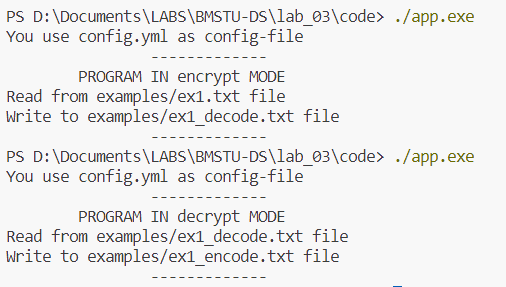 PS D:\Documents\LABS\BMSTU-DS\lab_03\code> ./app.exe
You use config.yml as config-file
-------------
PROGRAM IN encrypt MODE
Read from examples/ex1.txt file
Write to examples/ex1_decode.txt file
-------------
PS D:\Documents\LABS\BMSTU-DS\lab_03\code> ./app.exe
You use config.yml as config-file
-------------
PROGRAM IN decrypt MODE
Read from examples/ex1_decode.txt file
Write to examples/ex1_encode.txt file
-------------